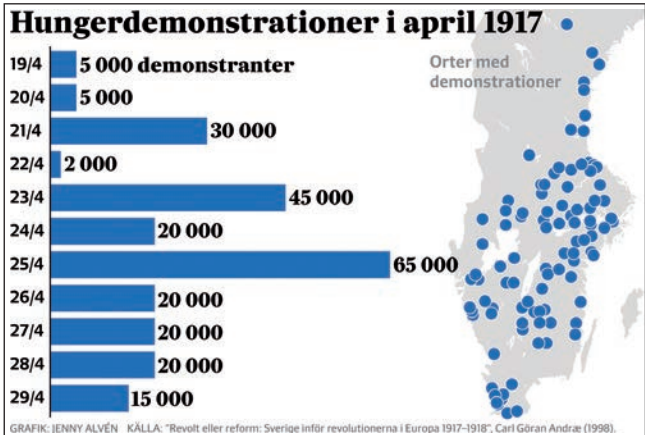 Hungerdemonstrationer i april 1917
19/4 5 000 demonstranter
20/4 5 000
21/4 30 000
22/4 2 000
23/4 45 000
24/4 20 000
25/4 65 000
26/4 20 000
27/4 20 000
28/4 20 000
29/4 15 000
Orter med
demonstrationer
GRAFIK: JENNY ALVÉN KÄLLA: "Revolt eller reform: Sverige inför revolutionerna i Europa 1917–1918", Carl Göran Andræ (1998).